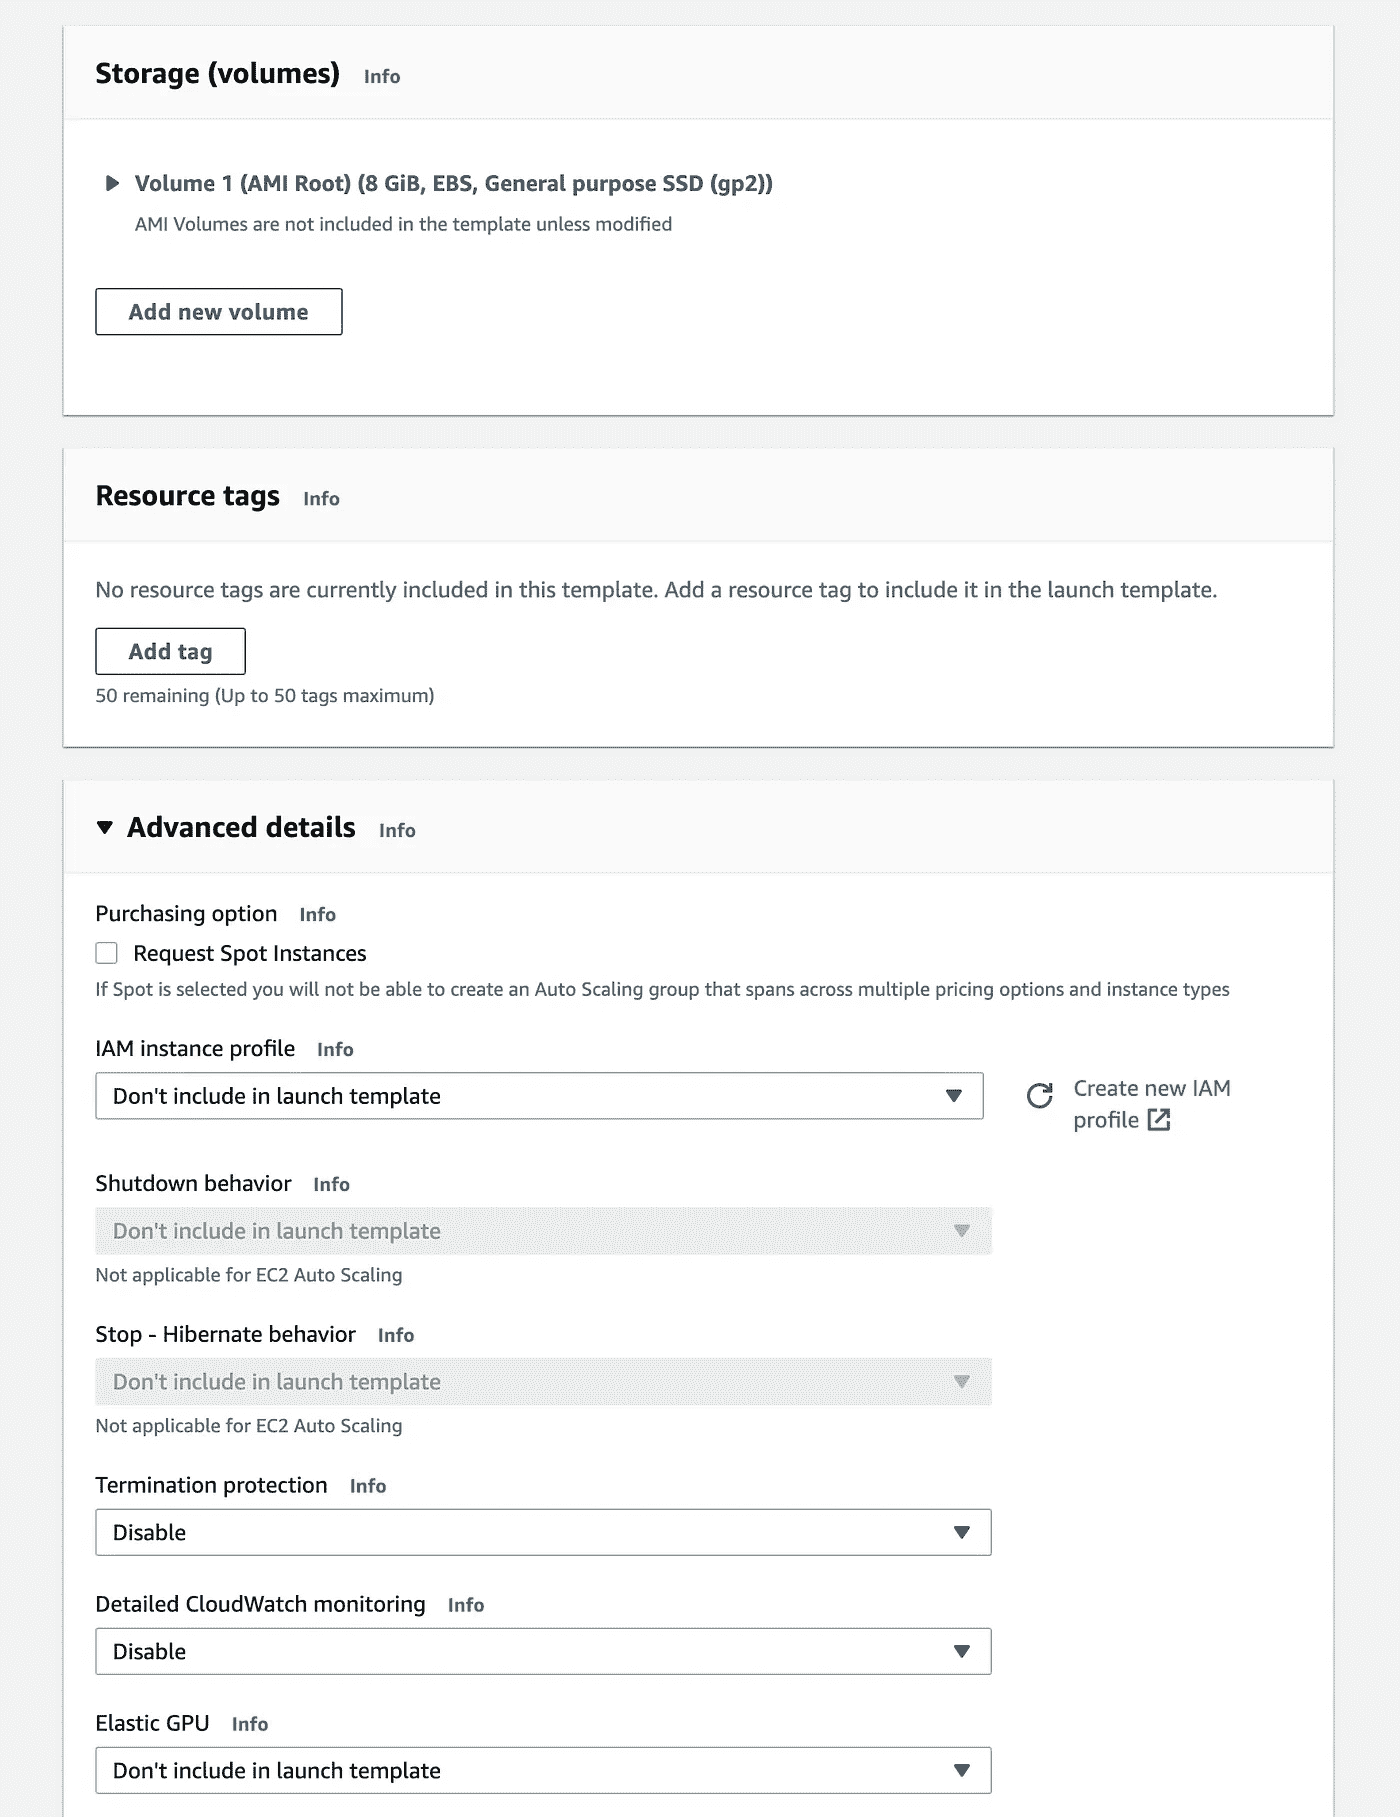 Storage (volumes) Info
Volume 1 (AMI Root) (8 GiB, EBS, General purpose SSD (gp2))
AMI Volumes are not included in the template unless modified
Add new volume
Resource tags Info
No resource tags are currently included in this template. Add a resource tag to include it in the launch template.
Add tag
50 remaining (Up to 50 tags maximum)
Advanced details Info
Purchasing option Info
Request Spot Instances
If Spot is selected you will not be able to create an Auto Scaling group that spans across multiple pricing options and instance types
IAM instance profile Info
Don't include in launch template
Create new IAM
profile
Shutdown behavior Info
Don't include in launch template
Not applicable for EC2 Auto Scaling
Stop - Hibernate behavior Info
Don't include in launch template
Not applicable for EC2 Auto Scaling
Termination protection Info
Disable
Detailed CloudWatch monitoring Info
Disable
Elastic GPU Info
Don't include in launch template